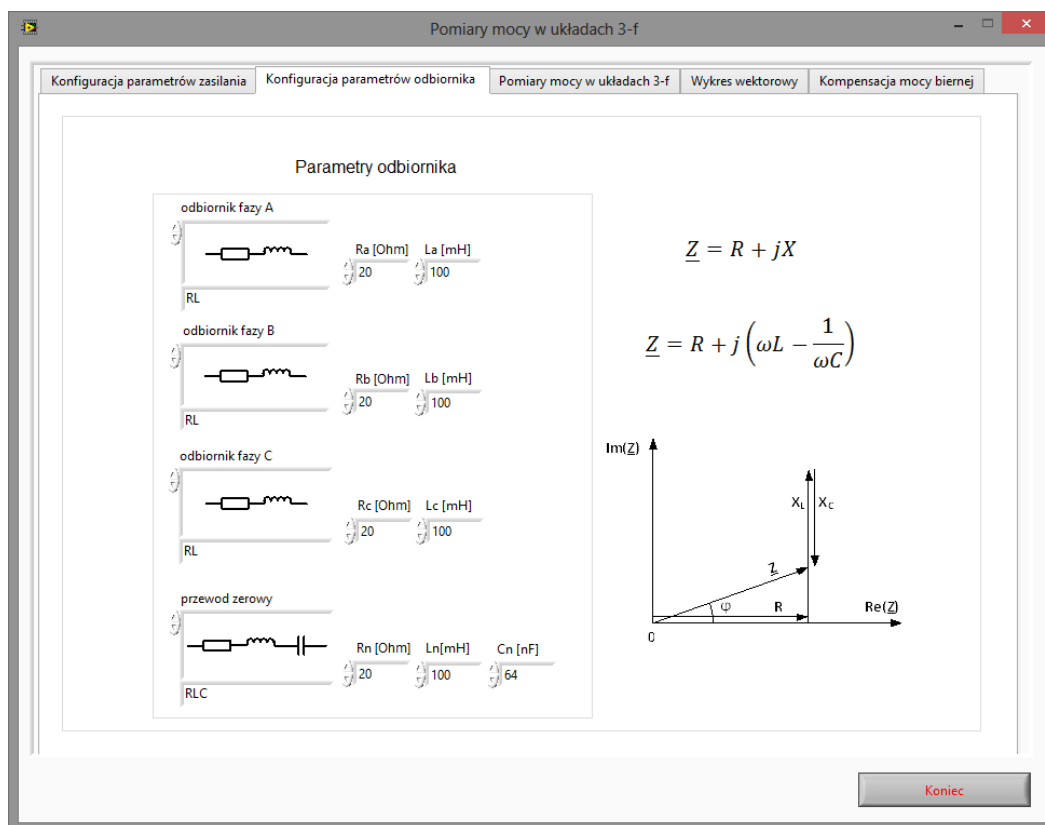 Pomiary mocy w układach 3-f
Konfiguracja parametrów zasilania
Konfiguracja parametrów odbiornika
Pomiary mocy w układach 3-f
Wykres wektorowy
Kompensacja mocy biernej
Parametry odbiornika
odbiornik fazy A
Ra [Ohm] La [mH]
20 100
RL
odbiornik fazy B
Rb [Ohm] Lb [mH]
20 100
RL
odbiornik fazy C
Rc [Ohm] Lc [mH]
20 100
RL
przewod zerowy
Rn [Ohm] Ln[mH] Cn [nF]
20 100 64
RLC
Z = R + jX
Z = R + j(ωL − 1/ωC)
Im(Z)
X_L X_C
Z
φ R Re(Z)
0
Koniec